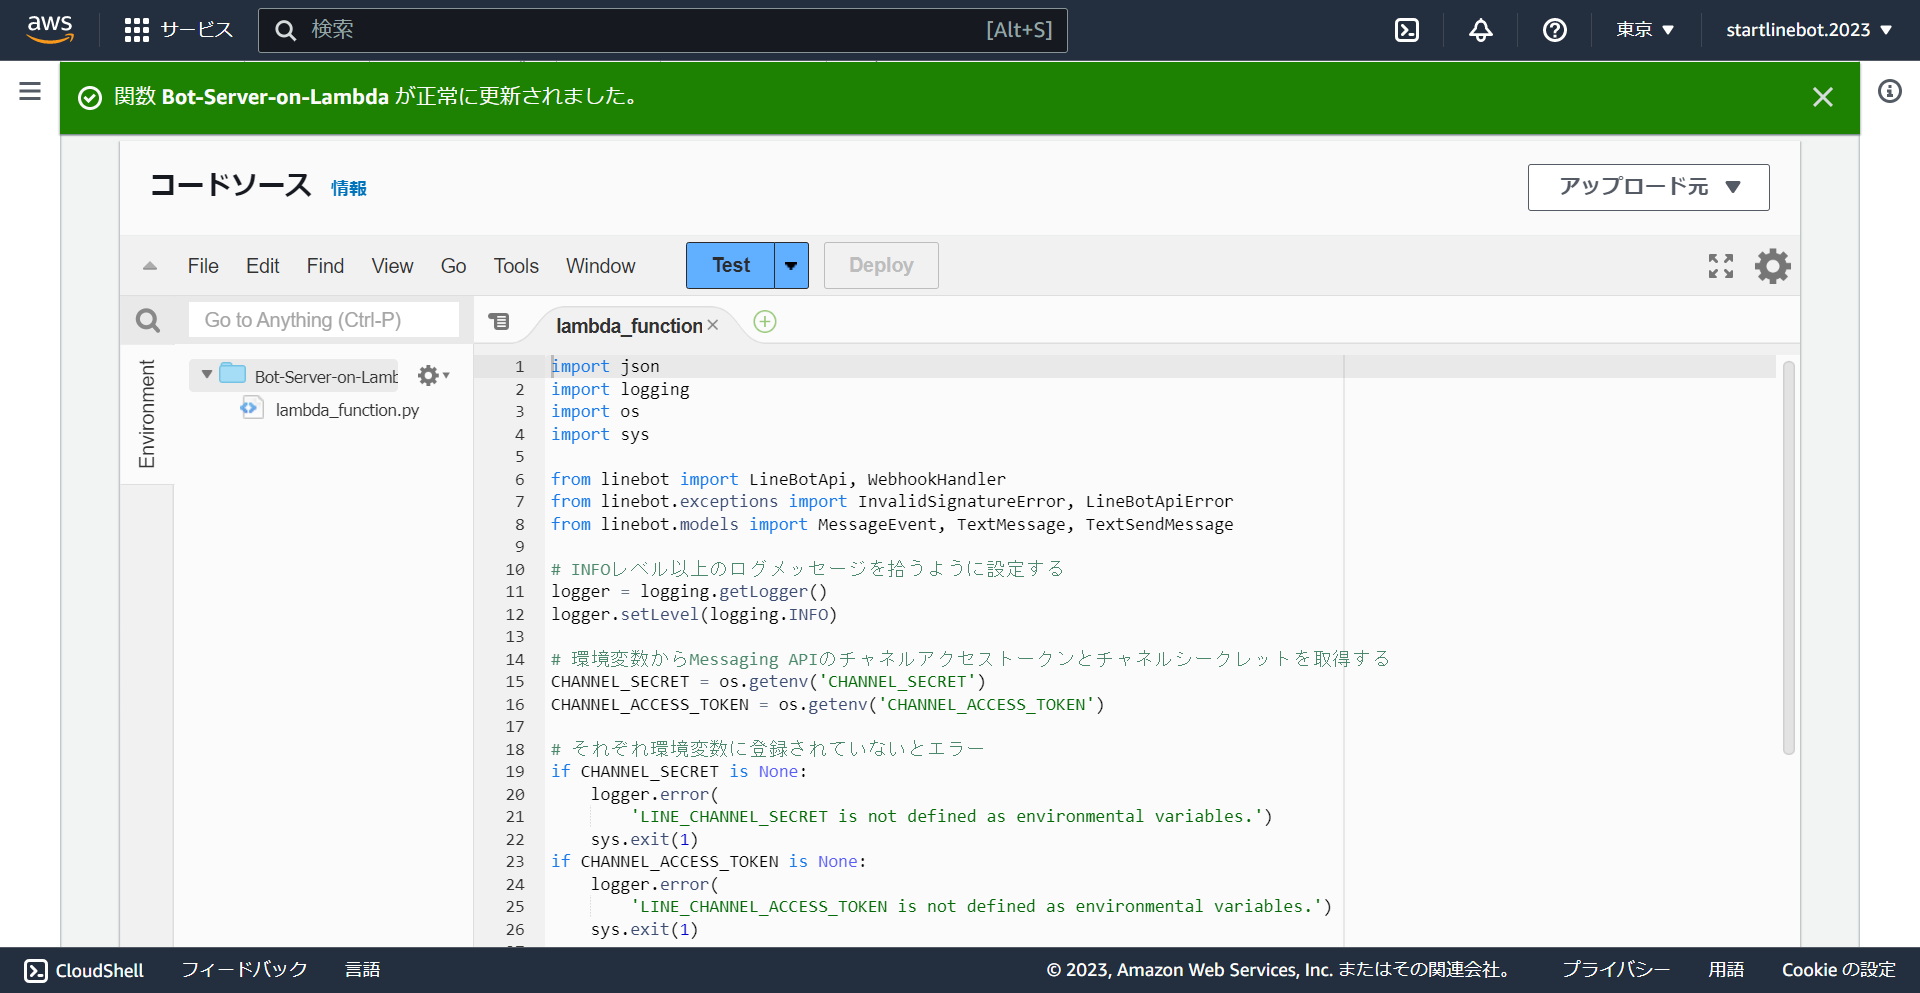 aws
サービス
検索
[Alt+S]
東京
startlinebot.2023
関数 Bot-Server-on-Lambda が正常に更新されました。
コードソース 情報
アップロード元
File Edit Find View Go Tools Window
Test
Deploy
Go to Anything (Ctrl-P)
lambda_function
Environment
Bot-Server-on-Lamb
lambda_function.py
1 import json
2 import logging
3 import os
4 import sys
5
6 from linebot import LineBotApi, WebhookHandler
7 from linebot.exceptions import InvalidSignatureError, LineBotApiError
8 from linebot.models import MessageEvent, TextMessage, TextSendMessage
9
10 # INFOレベル以上のログメッセージを拾うように設定する
11 logger = logging.getLogger()
12 logger.setLevel(logging.INFO)
13
14 # 環境変数からMessaging APIのチャネルアクセストークンとチャネルシークレットを取得する
15 CHANNEL_SECRET = os.getenv('CHANNEL_SECRET')
16 CHANNEL_ACCESS_TOKEN = os.getenv('CHANNEL_ACCESS_TOKEN')
17
18 # それぞれ環境変数に登録されていないとエラー
19 if CHANNEL_SECRET is None:
20 logger.error(
21 'LINE_CHANNEL_SECRET is not defined as environmental variables.')
22 sys.exit(1)
23 if CHANNEL_ACCESS_TOKEN is None:
24 logger.error(
25 'LINE_CHANNEL_ACCESS_TOKEN is not defined as environmental variables.')
26 sys.exit(1)
CloudShell
フィードバック
言語
© 2023, Amazon Web Services, Inc. またはその関連会社。
プライバシー
用語
Cookie の設定